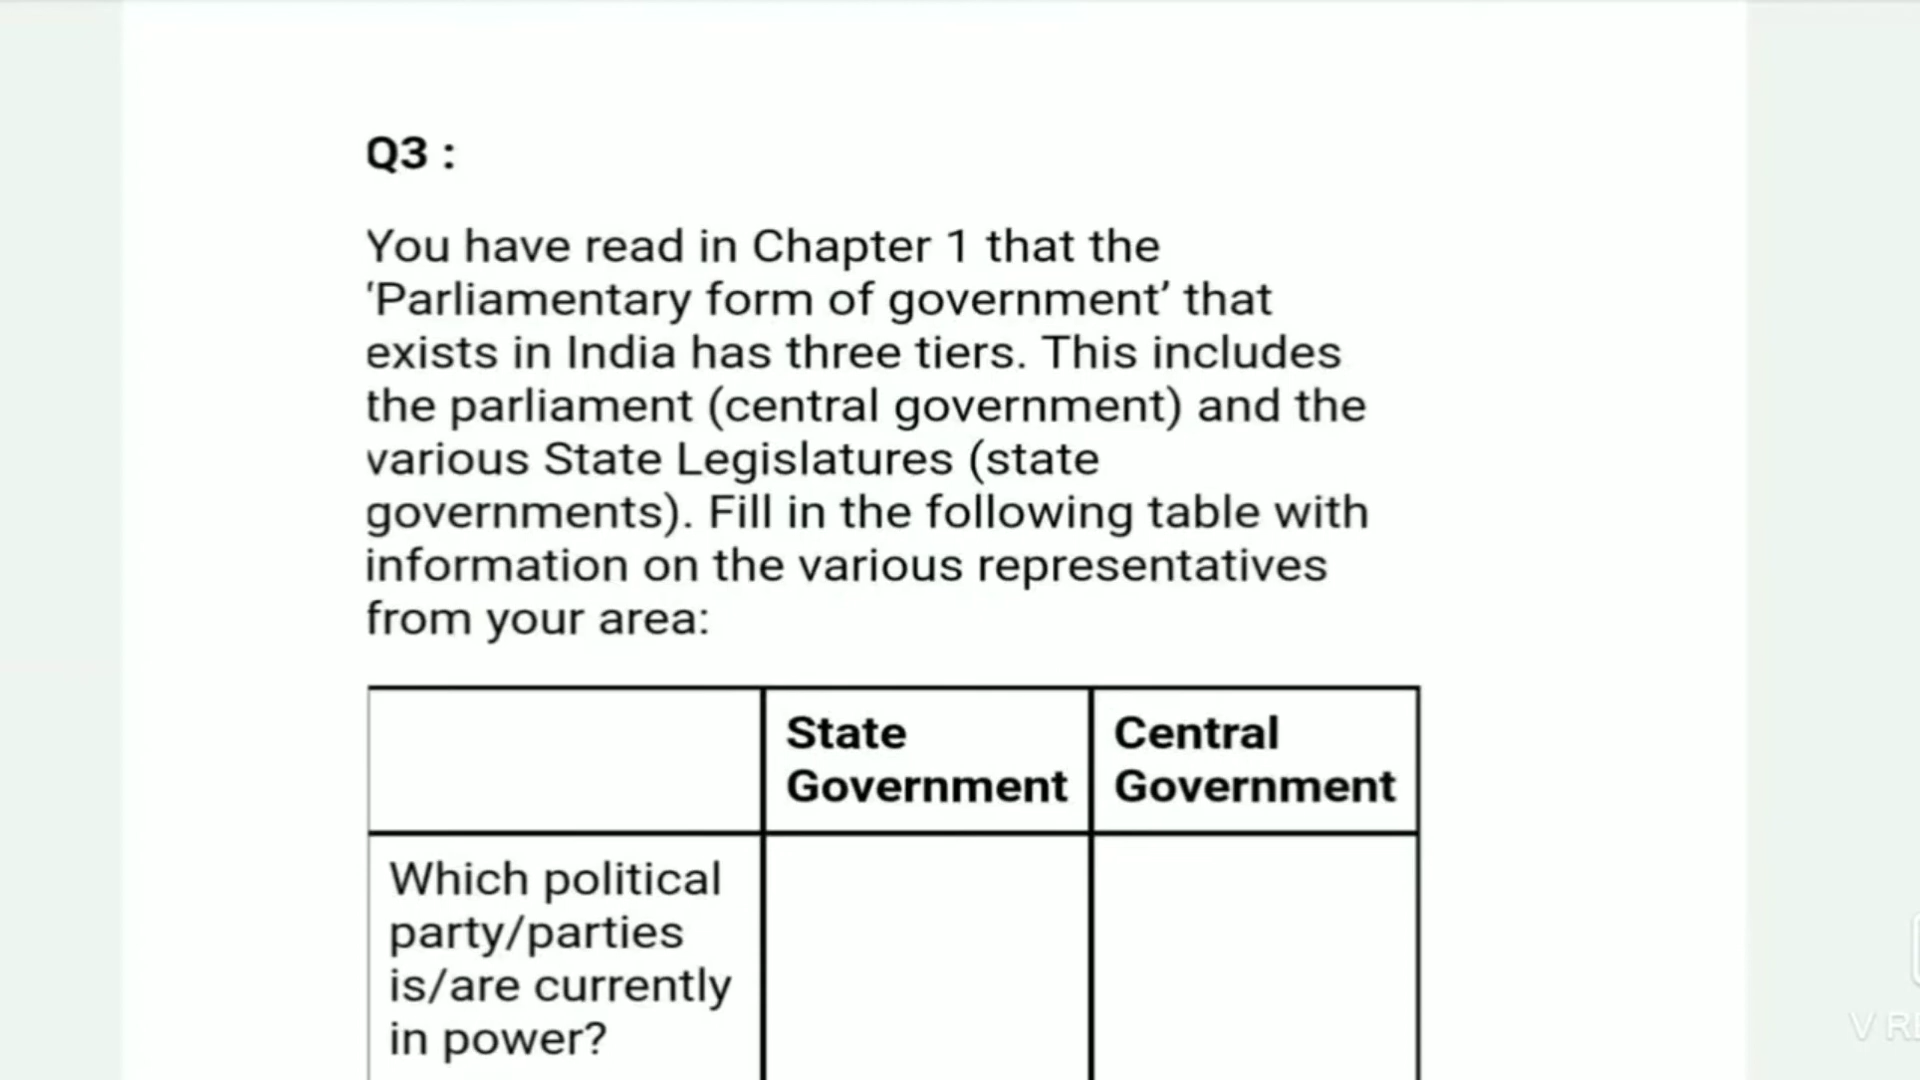 Q3 :
You have read in Chapter 1 that the
‘Parliamentary form of government’ that
exists in India has three tiers. This includes
the parliament (central government) and the
various State Legislatures (state
governments). Fill in the following table with
information on the various representatives
from your area:
State
Government
Central
Government
Which political
party/parties
is/are currently
in power?